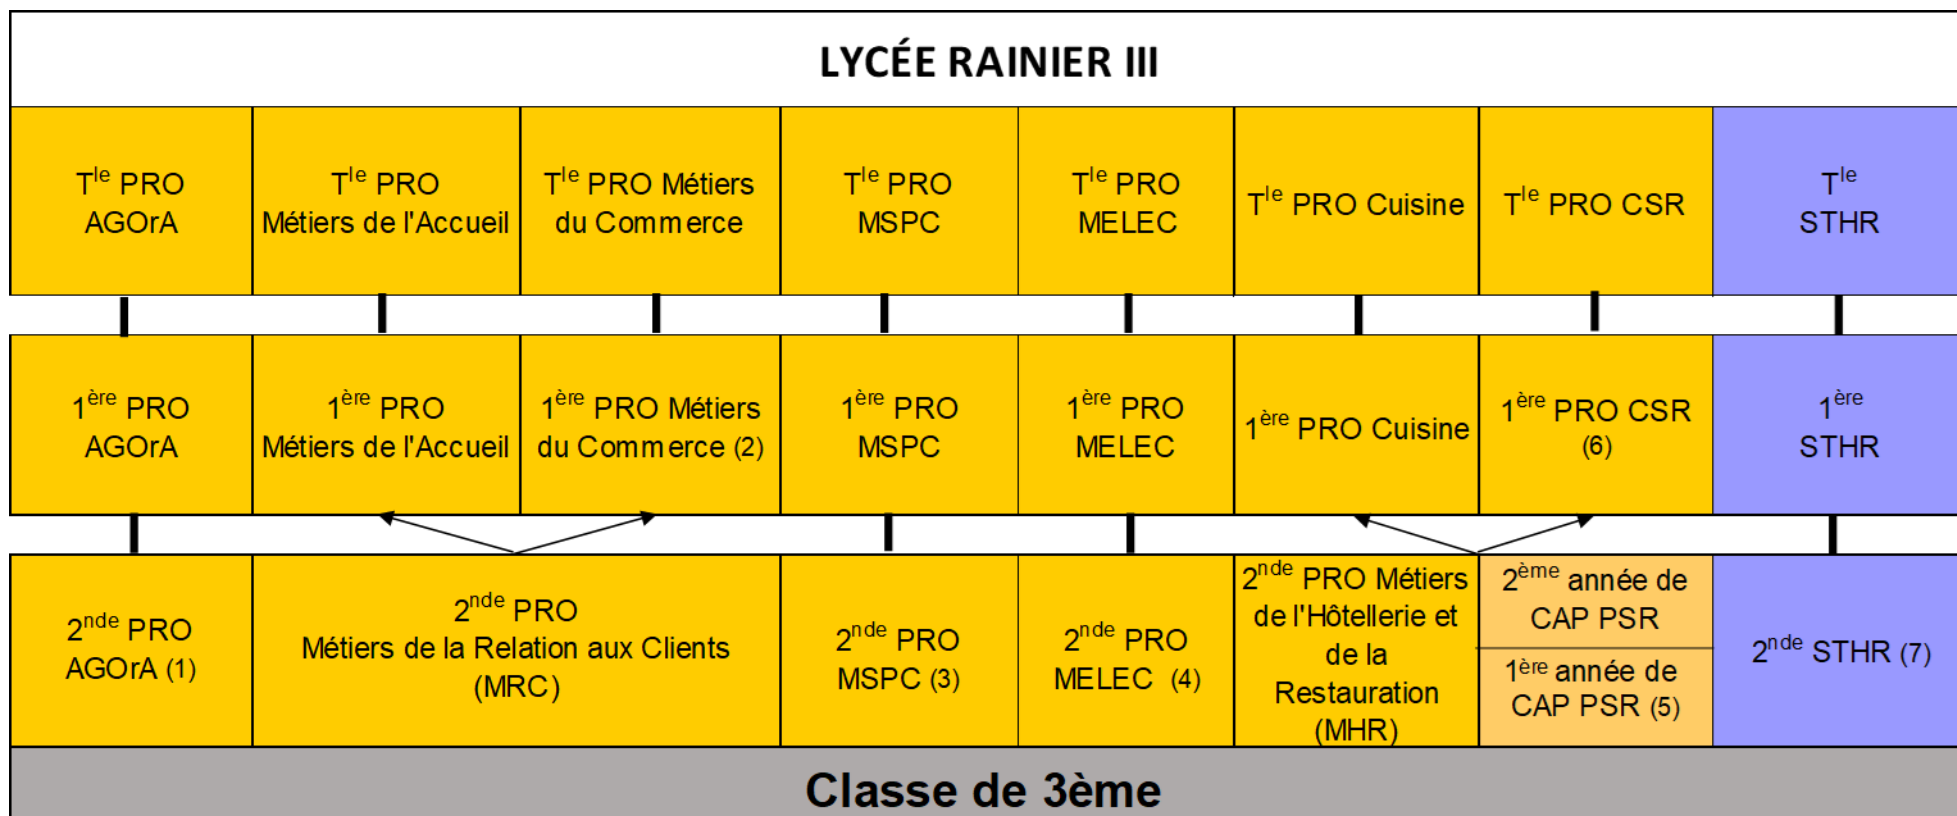 LYCÉE RAINIER III
Tle PRO
AGOrA
Tle PRO
Métiers de l'Accueil
Tle PRO Métiers
du Commerce
Tle PRO
MSPC
Tle PRO
MELEC
Tle PRO Cuisine
Tle PRO CSR
Tle
STHR
1ère PRO
AGOrA
1ère PRO
Métiers de l'Accueil
1ère PRO Métiers
du Commerce (2)
1ère PRO
MSPC
1ère PRO
MELEC
1ère PRO Cuisine
1ère PRO CSR
(6)
1ère
STHR
2nde PRO
AGOrA (1)
2nde PRO
Métiers de la Relation aux Clients
(MRC)
2nde PRO
MSPC (3)
2nde PRO
MELEC (4)
2nde PRO Métiers
de l'Hôtellerie et
de la
Restauration
(MHR)
2ème année de
CAP PSR
1ère année de
CAP PSR (5)
2nde STHR (7)
Classe de 3ème